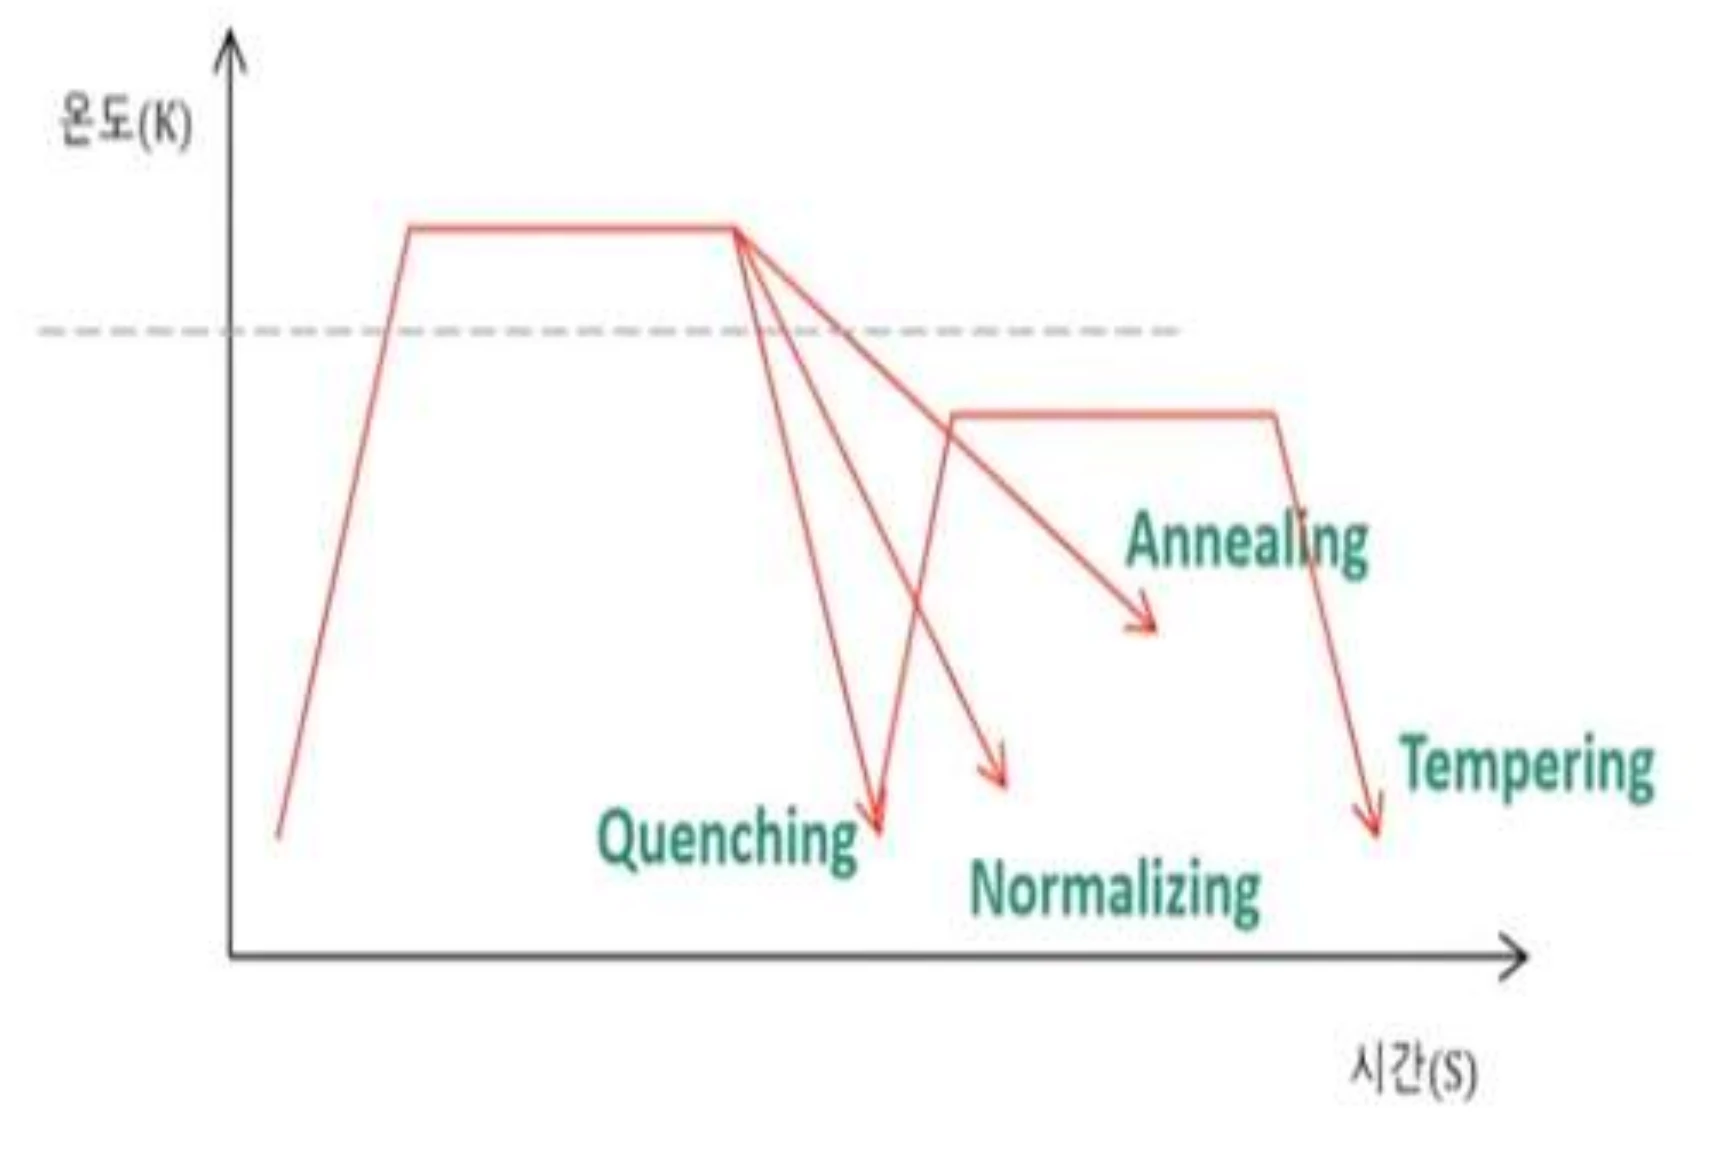 온도(K)
Annealing
Tempering
Quenching
Normalizing
시간(S)